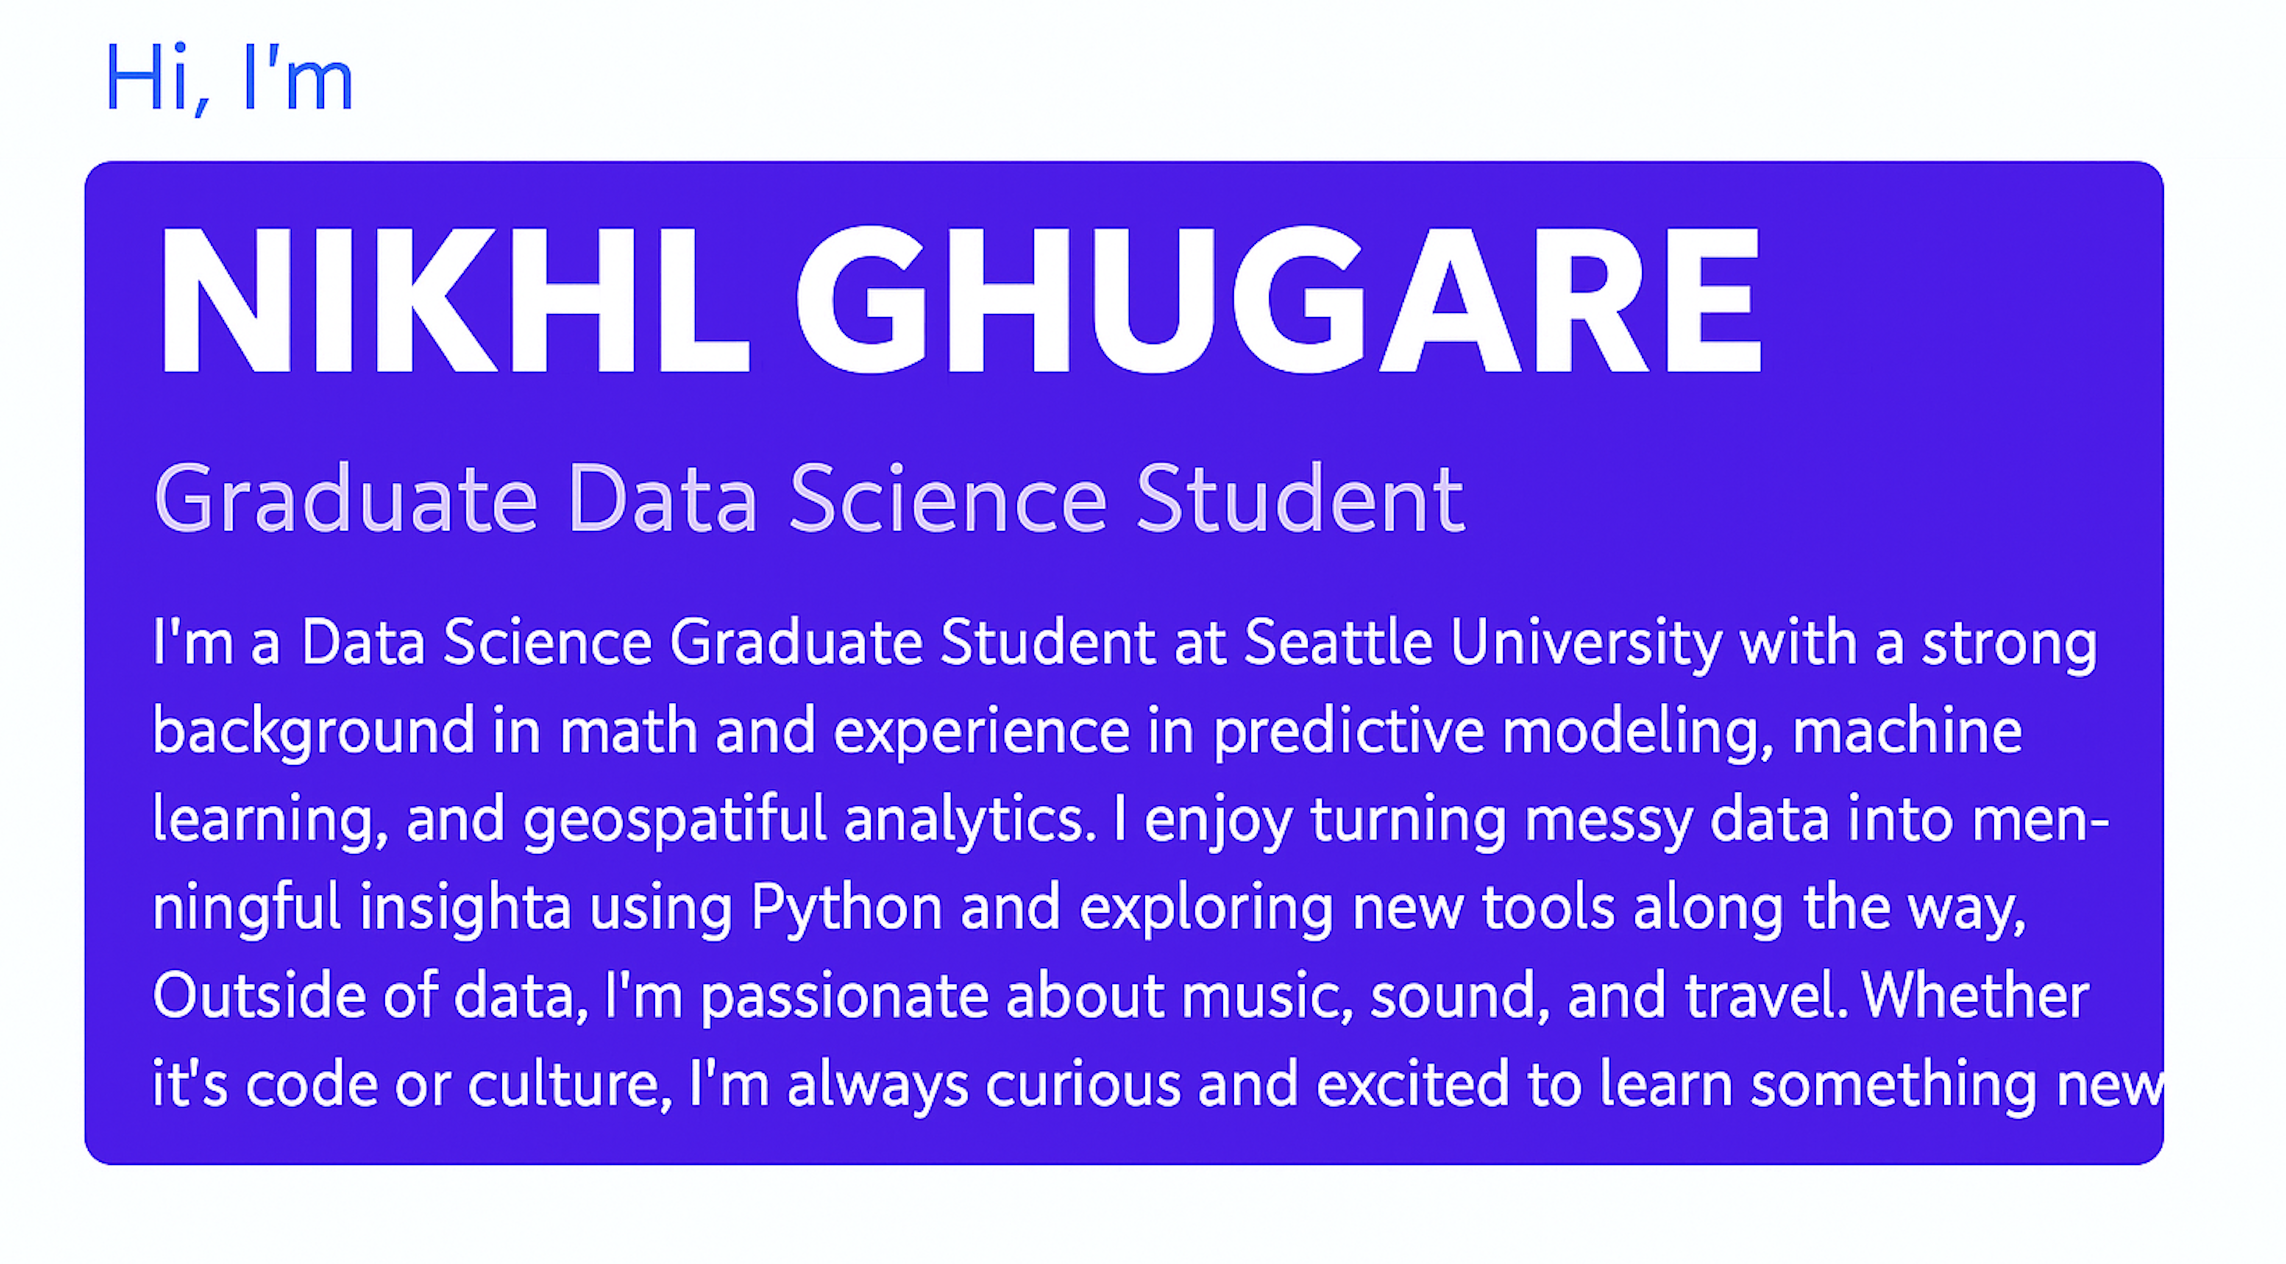 Hi, I'm
NIKHL GHUGARE
Graduate Data Science Student
I'm a Data Science Graduate Student at Seattle University with a strong
background in math and experience in predictive modeling, machine
learning, and geospatiful analytics. I enjoy turning messy data into men-
ningful insighta using Python and exploring new tools along the way,
Outside of data, I'm passionate about music, sound, and travel. Whether
it's code or culture, I'm always curious and excited to learn something new